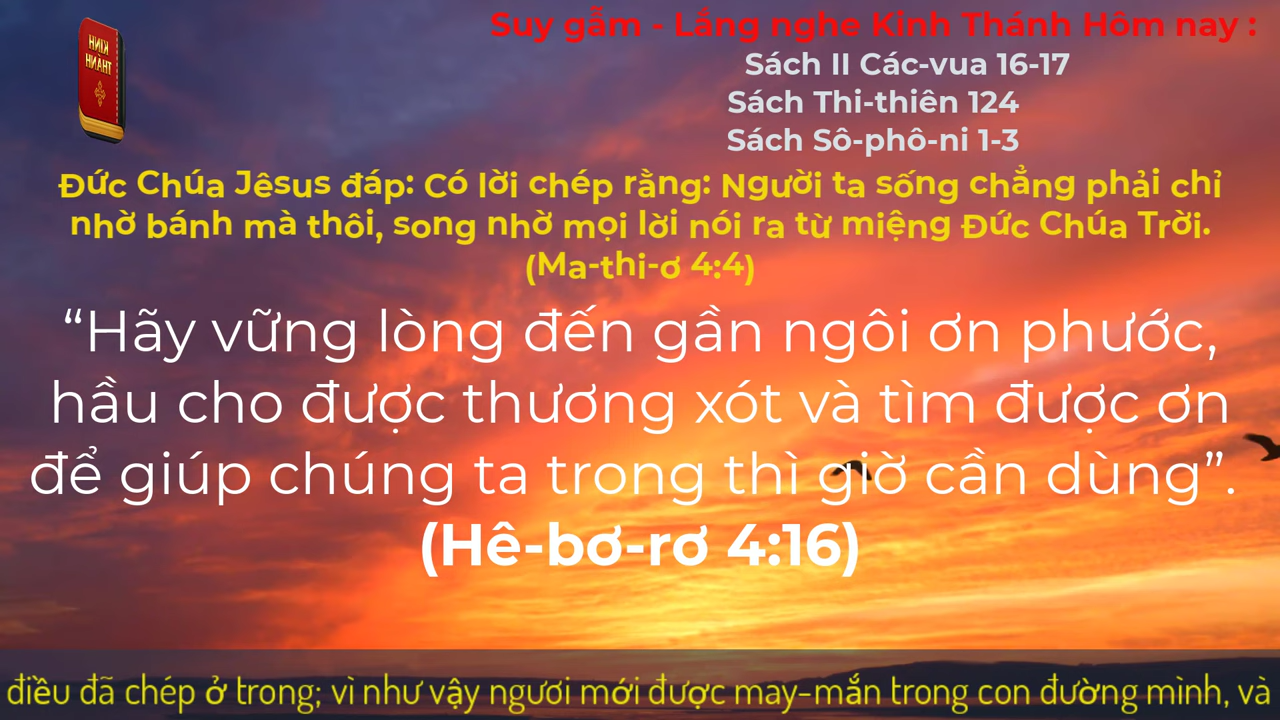 KINH
THÁNH
Suy gẫm - Lắng nghe Kinh Thánh Hôm nay :
Sách II Các-vua 16-17
Sách Thi-thiên 124
Sách Sô-phô-ni 1-3
Đức Chúa Jêsus đáp: Có lời chép rằng: Người ta sống chẳng phải chỉ
nhờ bánh mà thôi, song nhờ mọi lời nói ra từ miệng Đức Chúa Trời.
(Ma-thi-ơ 4:4)
“Hãy vững lòng đến gần ngôi ơn phước,
hầu cho được thương xót và tìm được ơn
để giúp chúng ta trong thì giờ cần dùng”.
(Hê-bơ-rơ 4:16)
điều đã chép ở trong; vì như vậy ngươi mới được may-mắn trong con đường mình, và